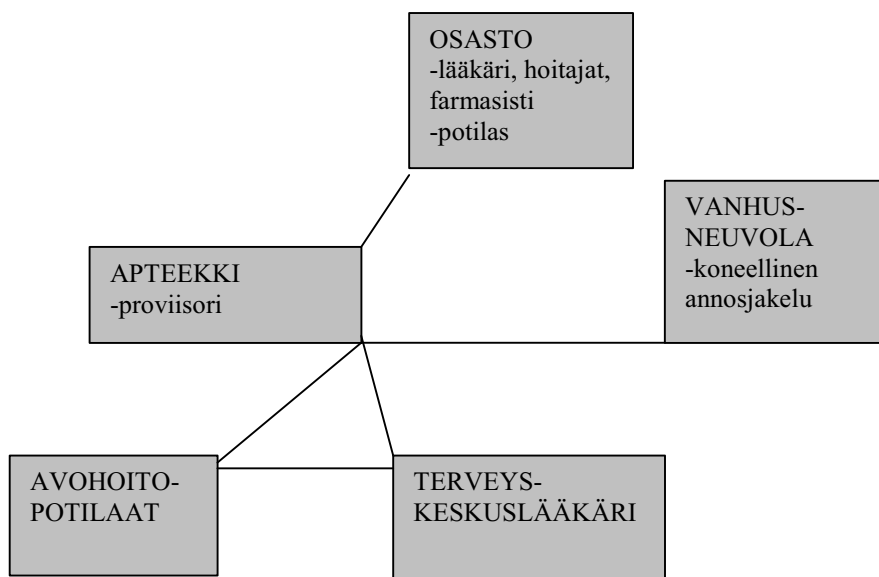 OSASTO
-lääkäri, hoitajat,
farmasisti
-potilas
VANHUS-
NEUVOLA
-koneellinen
annosjakelu
APTEEKKI
-proviisori
AVOHOITO-
POTILAAT
TERVEYS-
KESKUSLÄÄKÄRI